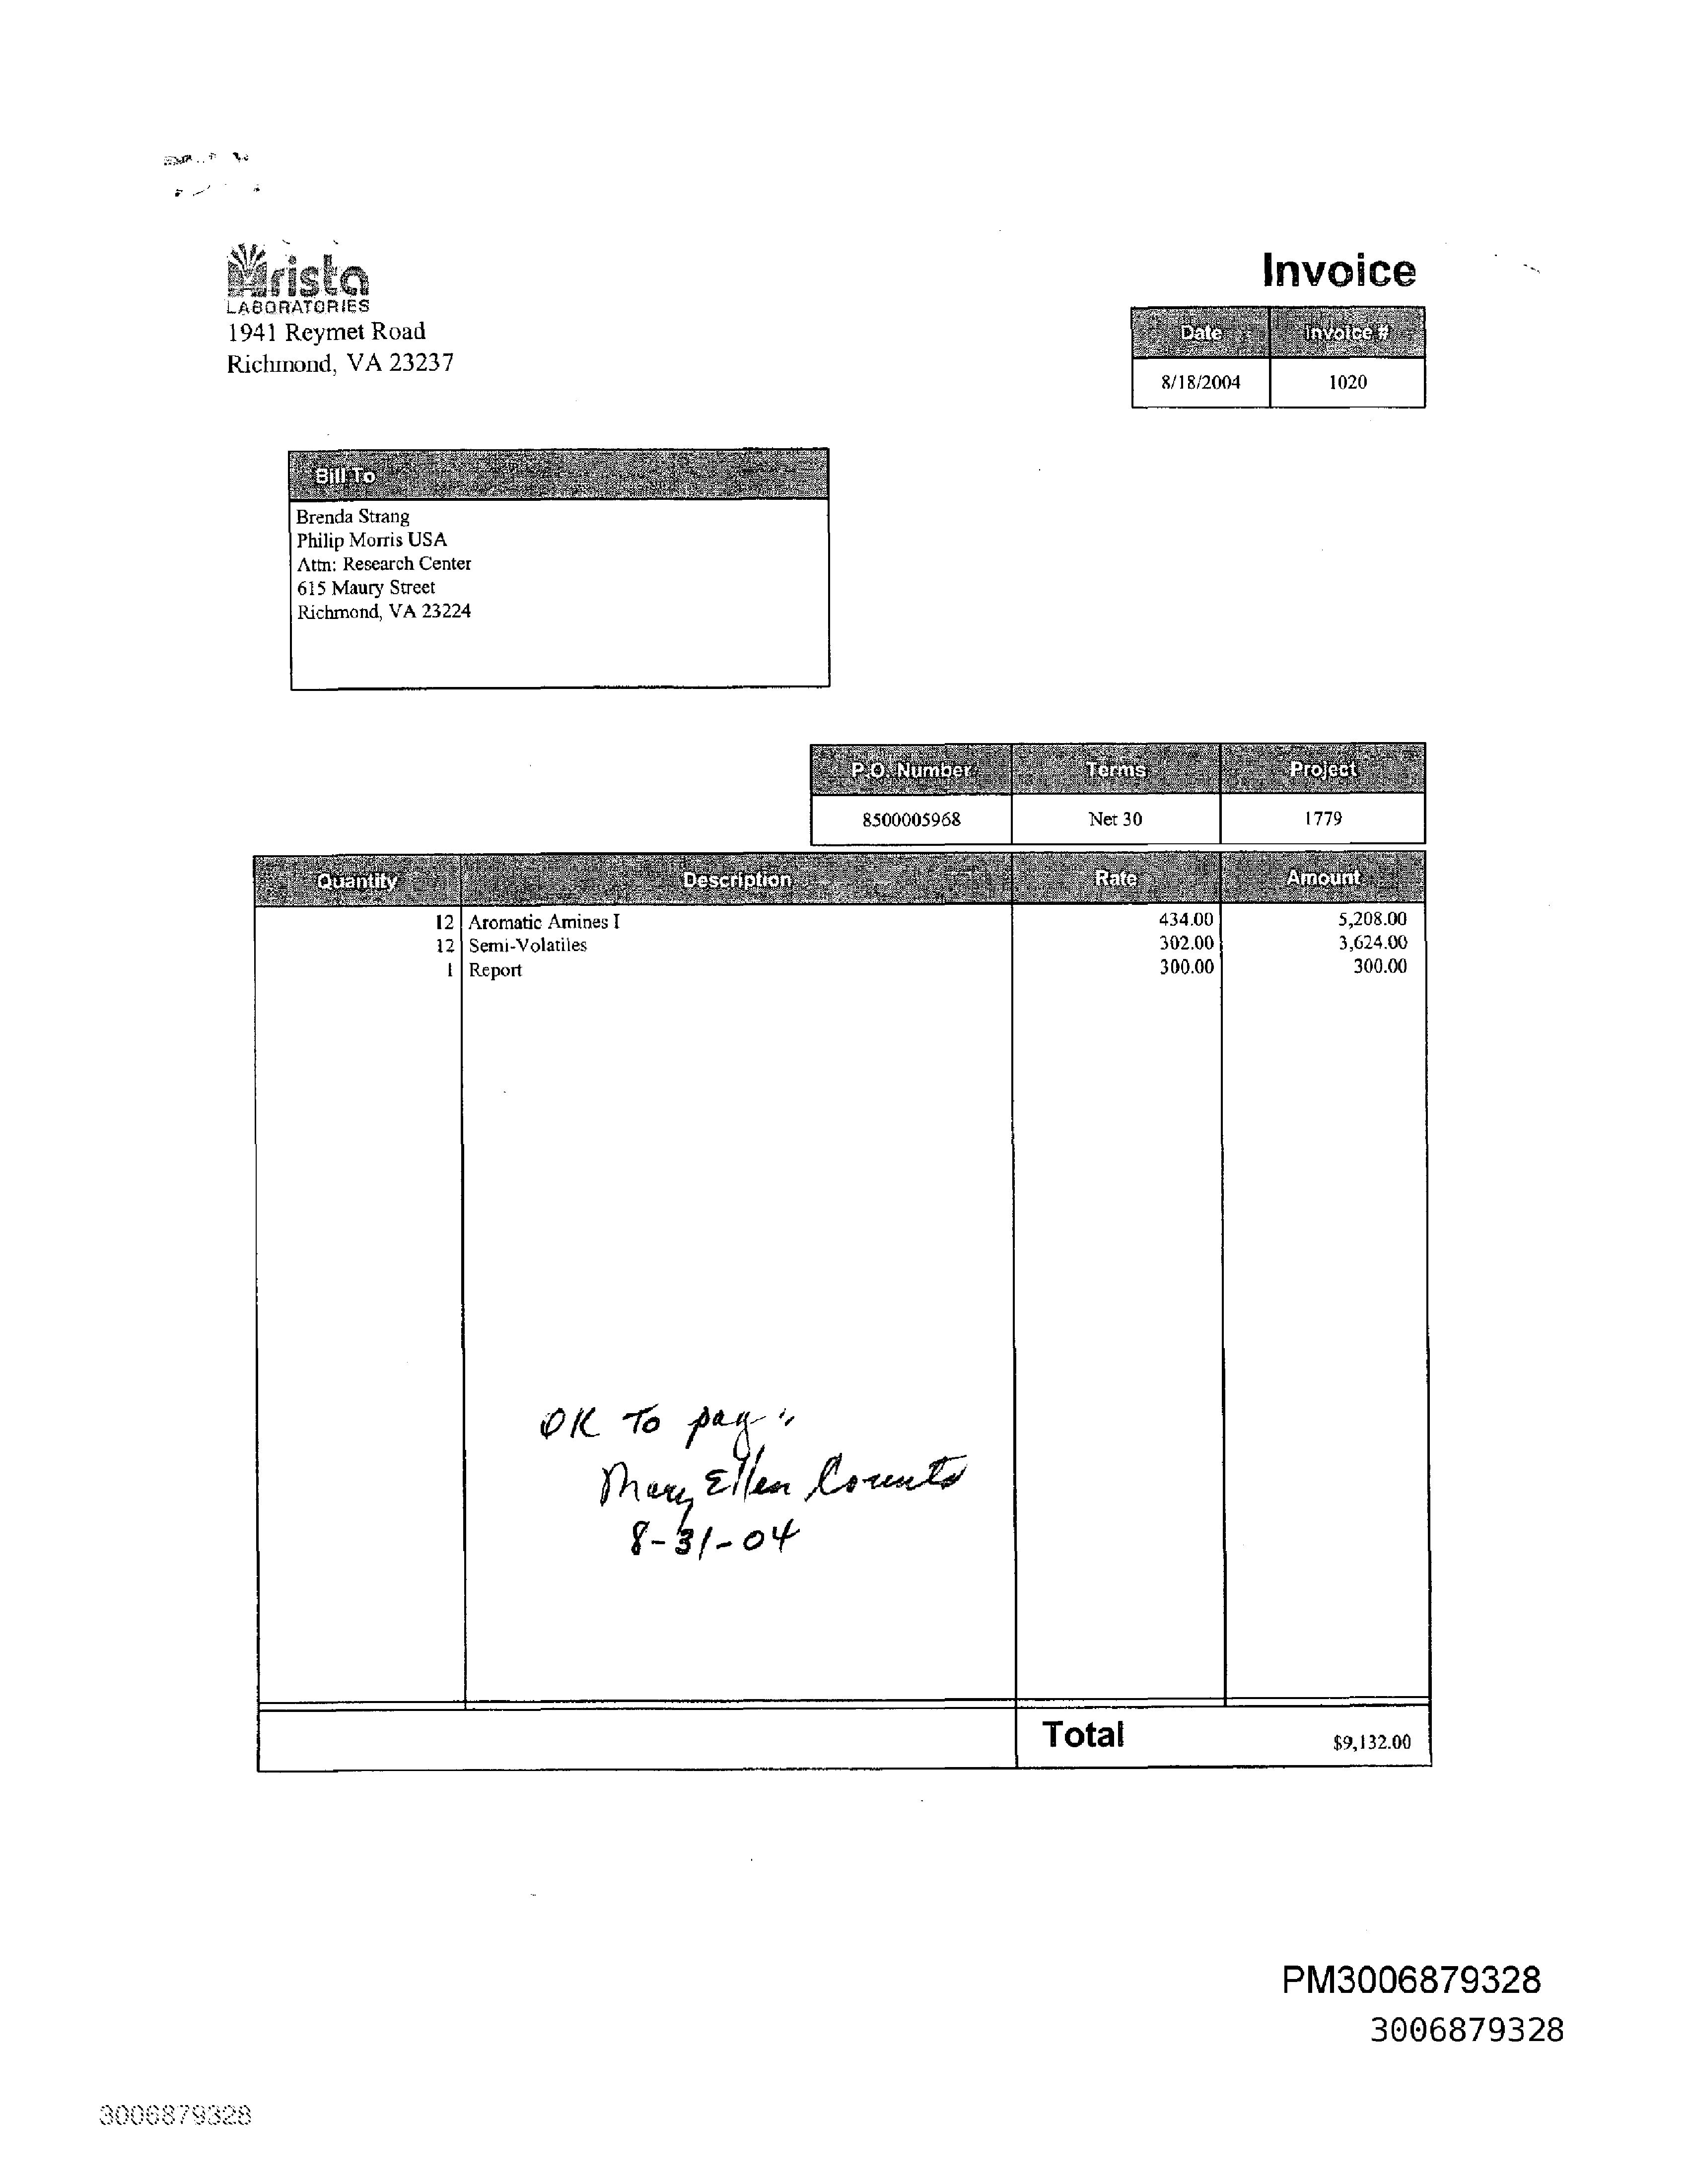 Arista
LABORATORIES
1941 Reymet Road
Richmond, VA 23237
Invoice
Date Invoice #
8/18/2004 1020
Bill To
Brenda Strang
Philip Morris USA
Attn: Research Center
615 Maury Street
Richmond, VA 23224
P.O. Number Terms Project
8500005968 Net 30 1779
Quantity Description Rate Amount
12 Aromatic Amines I 434.00 5,208.00
12 Semi-Volatiles 302.00 3,624.00
1 Report 300.00 300.00
OK To pay:
Mary Ellen Counts
8-31-04
Total $9,132.00
PM3006879328
3006879328
3006879328